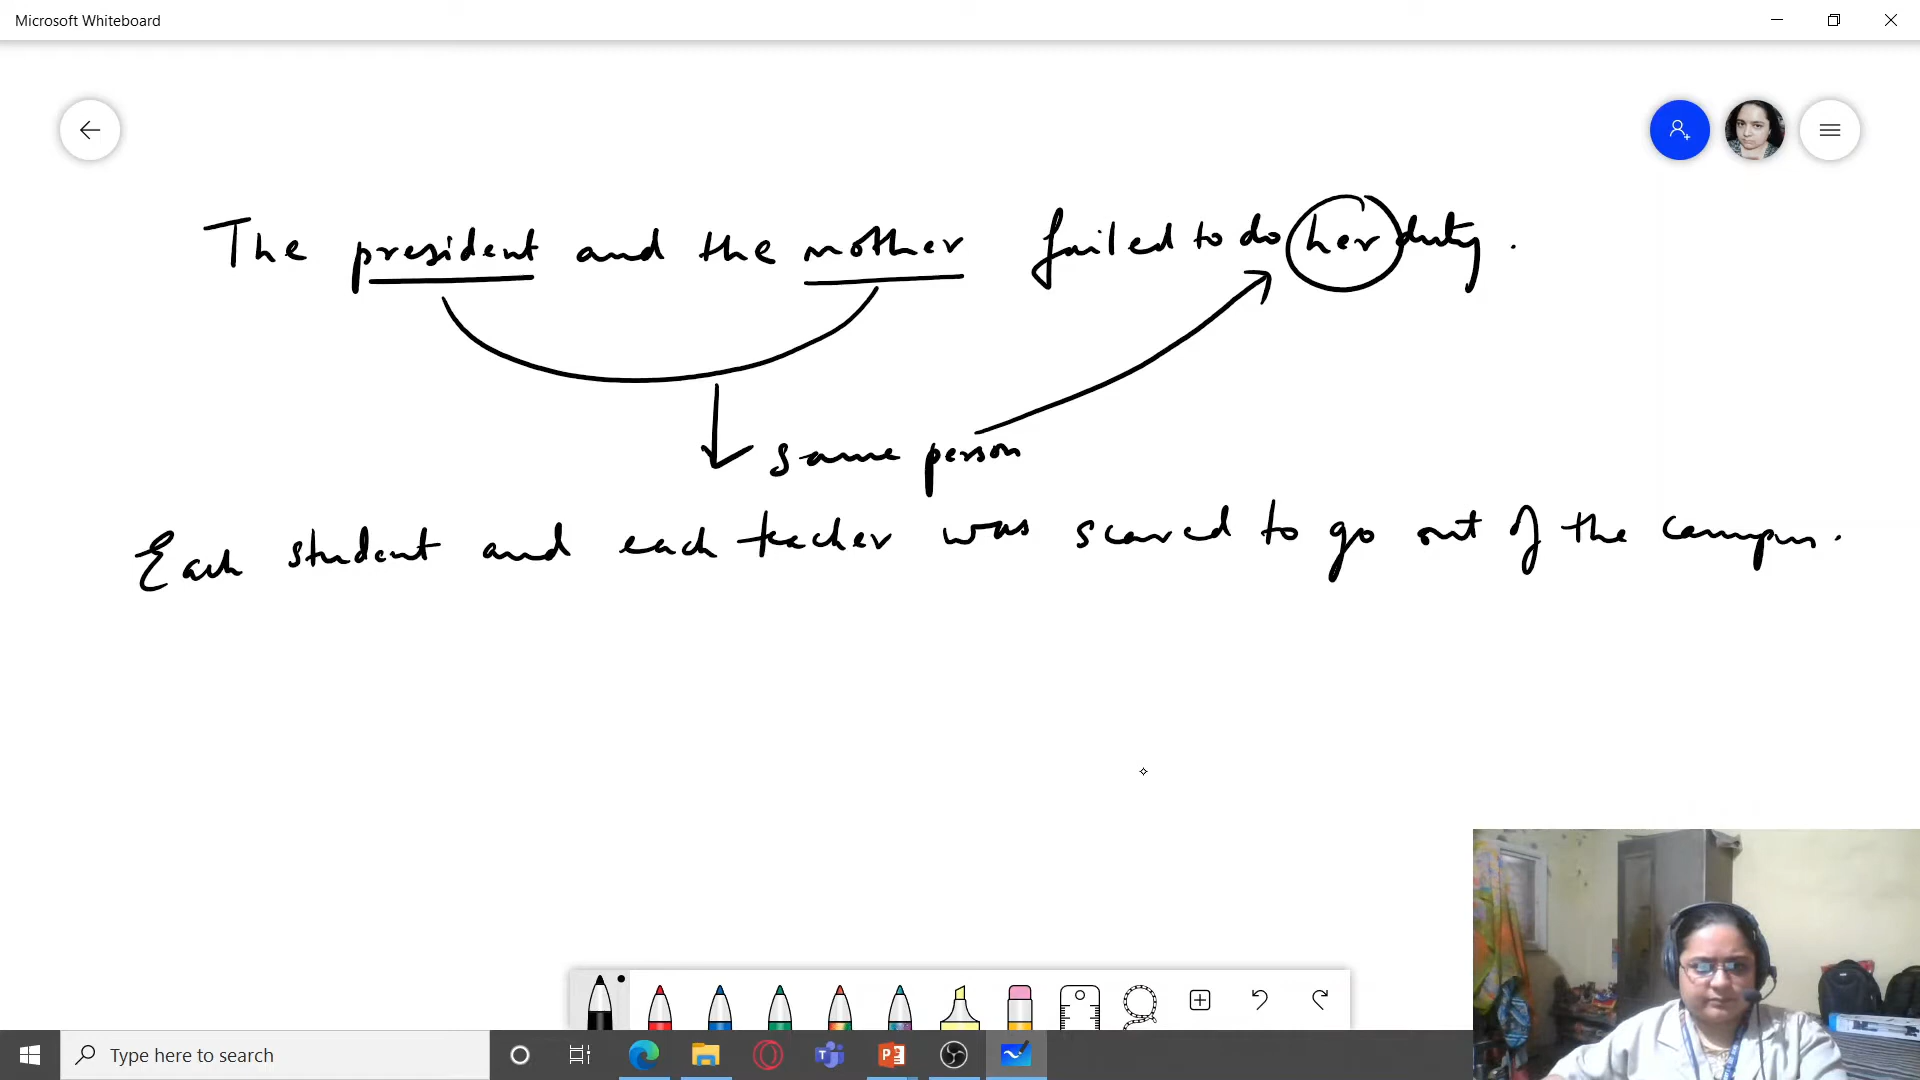 Microsoft Whiteboard
The president and the mother failed to do her duty.
same person
Each student and each teacher was scared to go out of the campus.
Type here to search